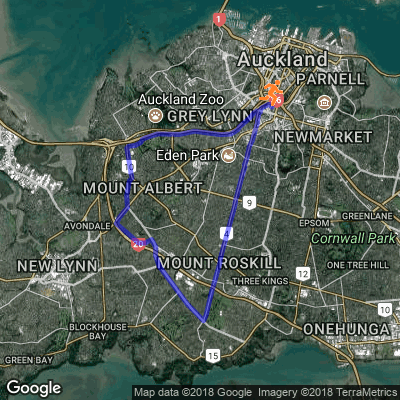 1
Auckland
PARNELL
Auckland Zoo
6
GREY LYNN
NEWMARKET
Eden Park
10
MOUNT ALBERT
9
GREENLANE
AVONDALE
EPSOM
4
Cornwall Park
20
NEW LYNN
MOUNT ROSKILL
ONE TREE HILL
12
THREE KINGS
10
BLOCKHOUSE
BAY
ONEHUNGA
GREEN BAY
15
Google
Map data ©2018 Google Imagery ©2018 TerraMetrics